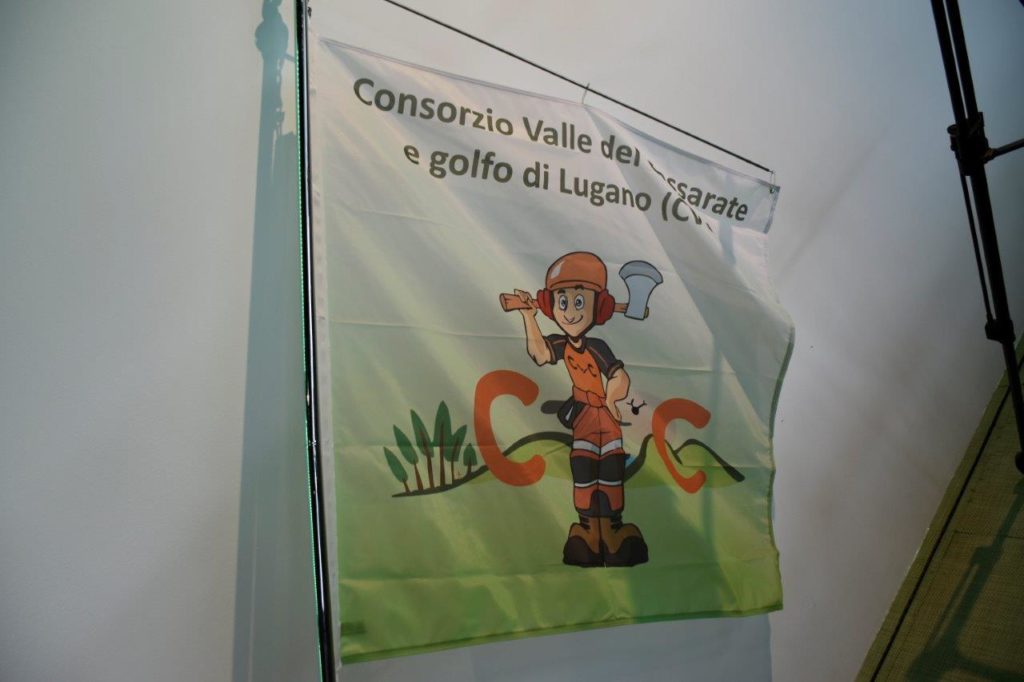 Consorzio Valle del
e golfo di Lugano
C C